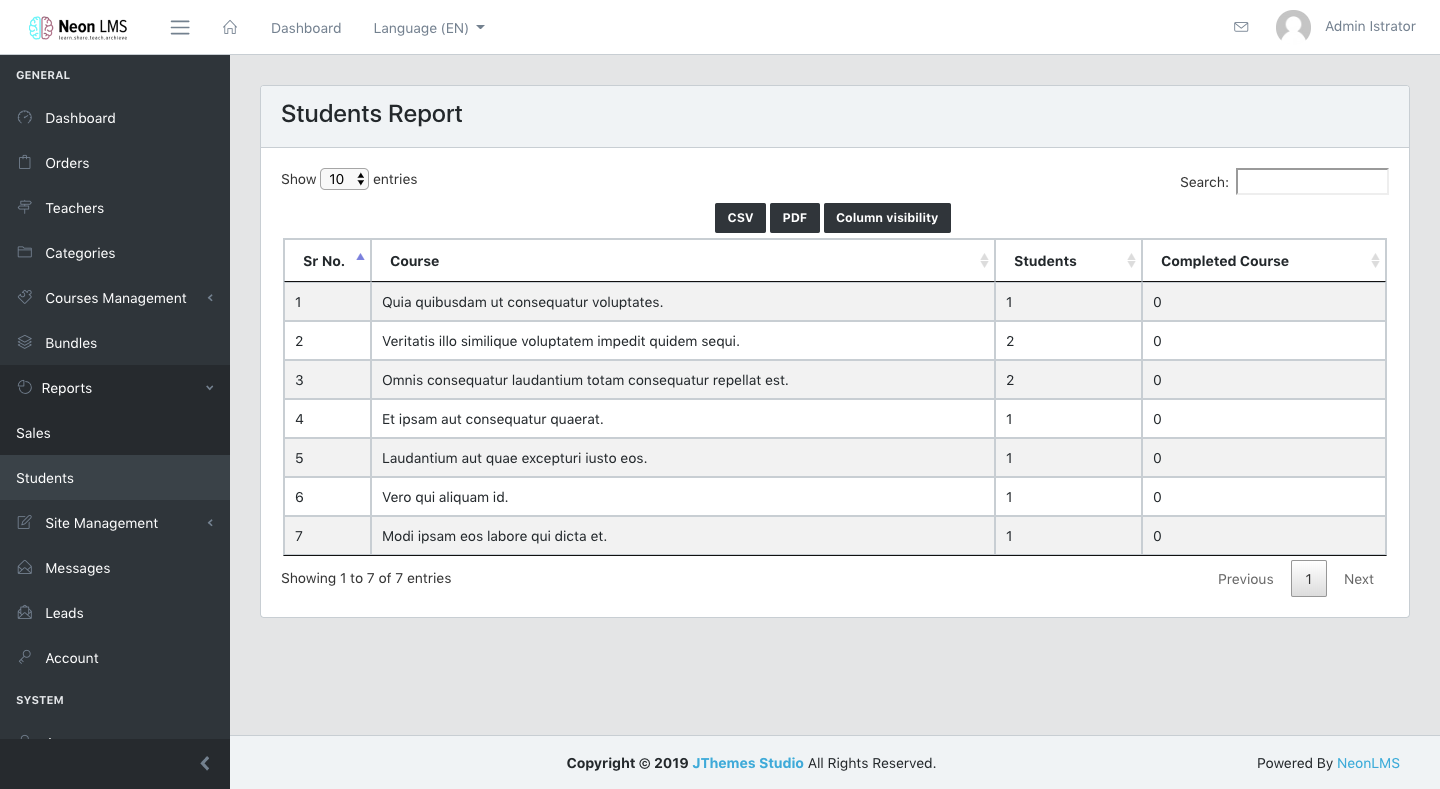 Neon LMS
learn.share.teach.archieve
Dashboard
Language (EN)
Admin Istrator
GENERAL
Dashboard
Orders
Teachers
Categories
Courses Management
Bundles
Reports
Sales
Students
Site Management
Messages
Leads
Account
SYSTEM
Students Report
Show 10 entries
Search:
CSV PDF Column visibility
Sr No. Course Students Completed Course
1 Quia quibusdam ut consequatur voluptates. 1 0
2 Veritatis illo similique voluptatem impedit quidem sequi. 2 0
3 Omnis consequatur laudantium totam consequatur repellat est. 2 0
4 Et ipsam aut consequatur quaerat. 1 0
5 Laudantium aut quae excepturi iusto eos. 1 0
6 Vero qui aliquam id. 1 0
7 Modi ipsam eos labore qui dicta et. 1 0
Showing 1 to 7 of 7 entries
Previous 1 Next
Copyright © 2019 JThemes Studio All Rights Reserved.
Powered By NeonLMS